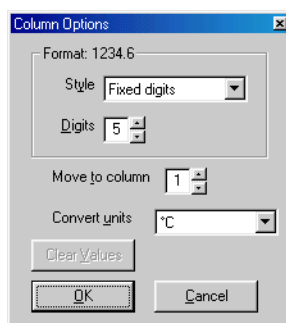 Column Options
Format: 1234.6
Style Fixed digits
Digits 5
Move to column 1
Convert units °C
Clear Values
OK Cancel